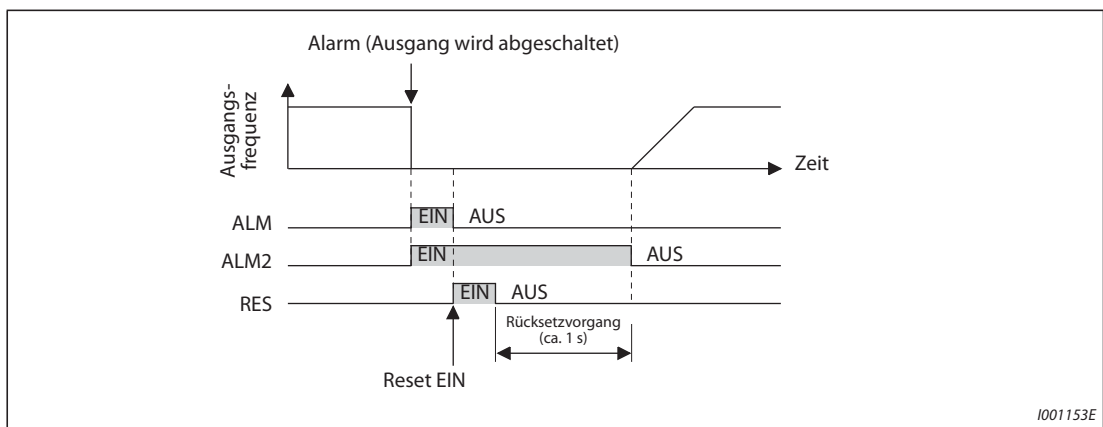 Alarm (Ausgang wird abgeschaltet)
Ausgangs-
frequenz
Zeit
ALM EIN AUS
ALM2 EIN AUS
RES EIN AUS
Rücksetzvorgang
(ca. 1 s)
Reset EIN
I001153E